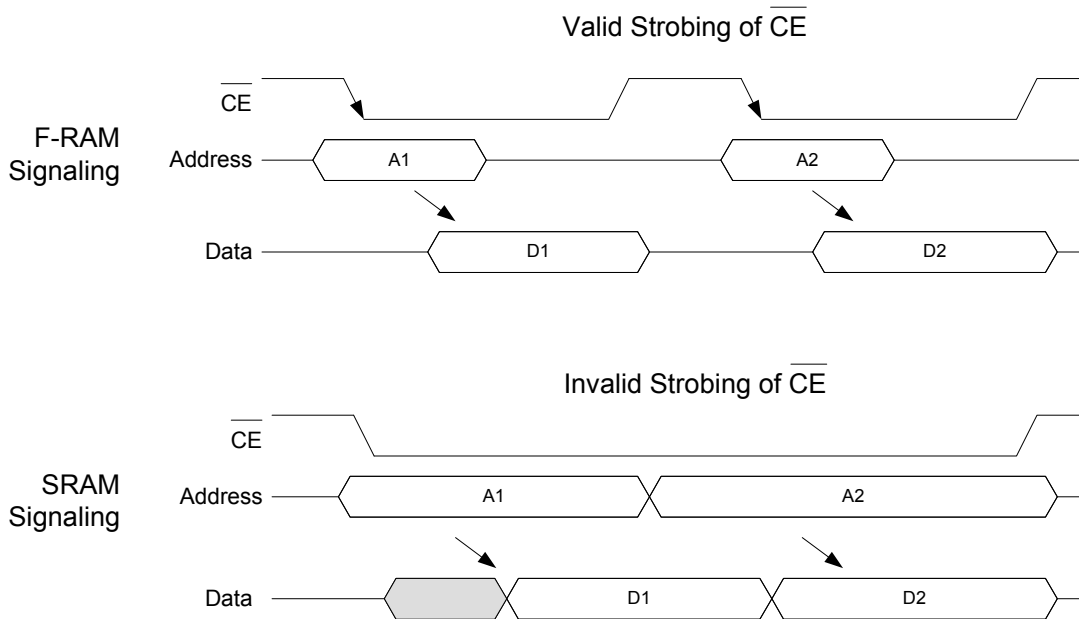 Valid Strobing of CE
CE
F-RAM
Signaling
Address
A1
A2
Data
D1
D2
Invalid Strobing of CE
CE
SRAM
Signaling
Address
A1
A2
Data
D1
D2